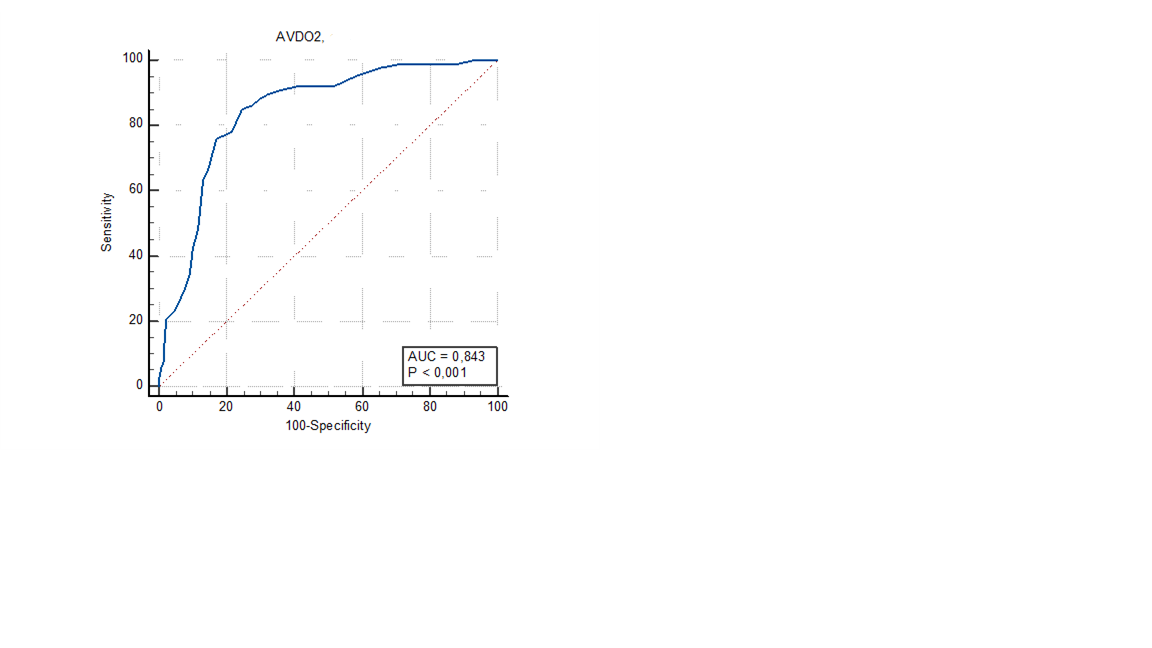 AVDO2,
100
80
60
40
20
0
Sensitivity
AUC = 0,843
P < 0,001
0 20 40 60 80 100
100-Specificity